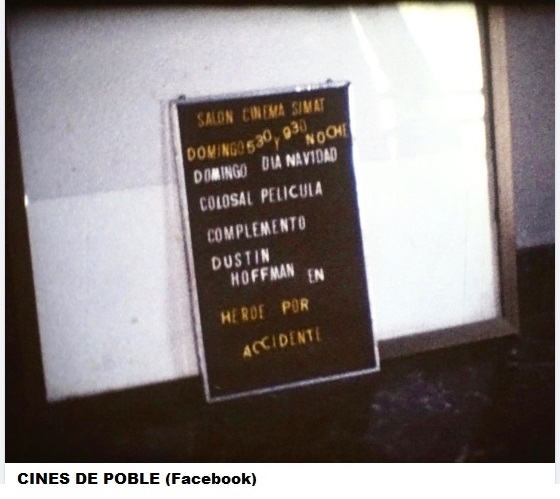 SALON CINEMA SIMAT
DOMINGO 5 30 Y 9 30 NOCHE
DOMINGO DIA NAVIDAD
COLOSAL PELICULA
COMPLEMENTO
DUSTIN
HOFFMAN EN
HEROE POR
ACCIDENTE
CINES DE POBLE (Facebook)